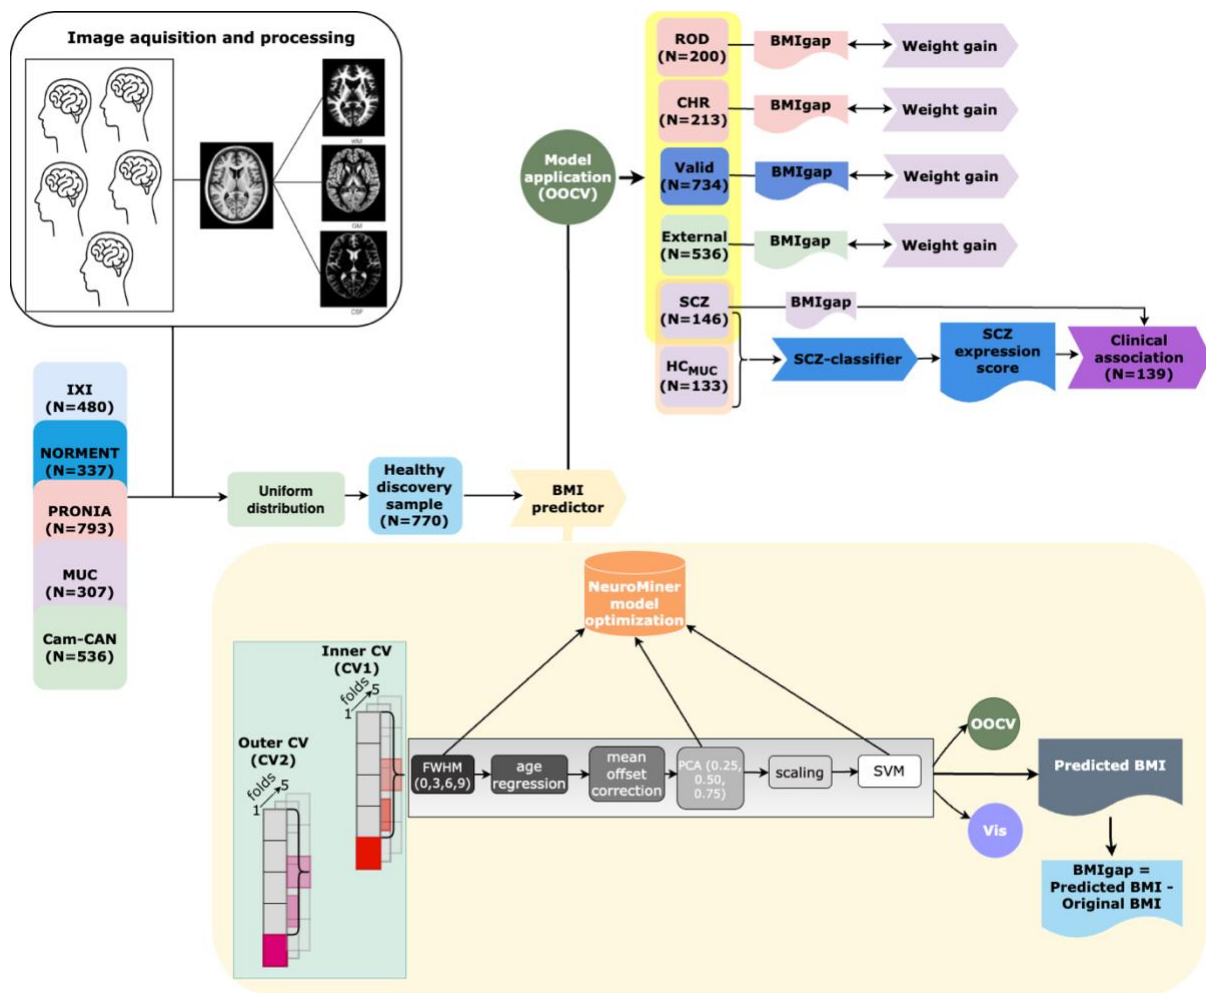 Image aquisition and processing
WM
GM
CSF
IXI
(N=480)
NORMENT
(N=337)
PRONIA
(N=793)
MUC
(N=307)
Cam-CAN
(N=536)
Uniform
distribution
Healthy
discovery
sample
(N=770)
BMI
predictor
Model
application
(OOCV)
ROD
(N=200)
BMIgap
Weight gain
CHR
(N=213)
BMIgap
Weight gain
Valid
(N=734)
BMIgap
Weight gain
External
(N=536)
BMIgap
Weight gain
SCZ
(N=146)
BMIgap
HCMUC
(N=133)
SCZ-classifier
SCZ
expression
score
Clinical
association
(N=139)
NeuroMiner
model
optimization
Inner CV
(CV1)
folds
1
5
Outer CV
(CV2)
folds
1
5
FWHM
(0,3,6,9)
age
regression
mean
offset
correction
PCA (0.25,
0.50,
0.75)
scaling
SVM
OOCV
Vis
Predicted BMI
BMIgap =
Predicted BMI -
Original BMI